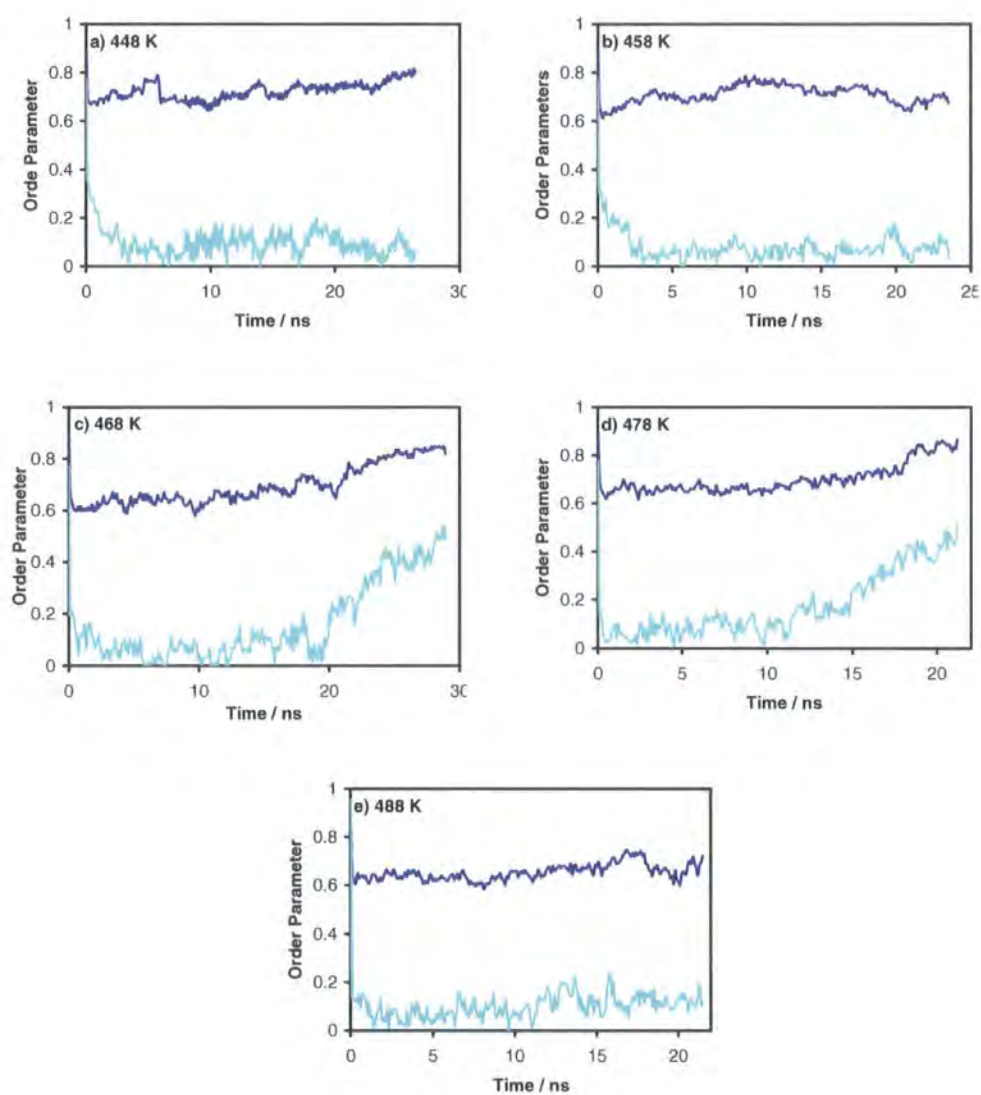 a) 448 K
Orde Parameter
1
0.8
0.6
0.4
0.2
0
0 10 20 30
Time / ns
b) 458 K
Order Parameters
1
0.8
0.6
0.4
0.2
0
0 5 10 15 20 25
Time / ns
c) 468 K
Order Parameter
1
0.8
0.6
0.4
0.2
0
0 10 20 30
Time / ns
d) 478 K
Order Parameter
1
0.8
0.6
0.4
0.2
0
0 5 10 15 20
Time / ns
e) 488 K
Order Parameter
1
0.8
0.6
0.4
0.2
0
0 5 10 15 20
Time / ns